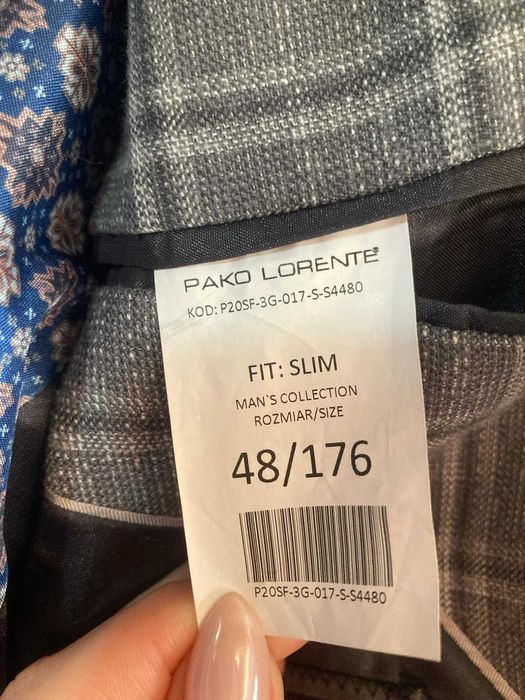 PAKO LORENTE®
KOD: P20SF-3G-017-S-S4480
FIT: SLIM
MAN`S COLLECTION
ROZMIAR/SIZE
48/176
P20SF-3G-017-S-S4480